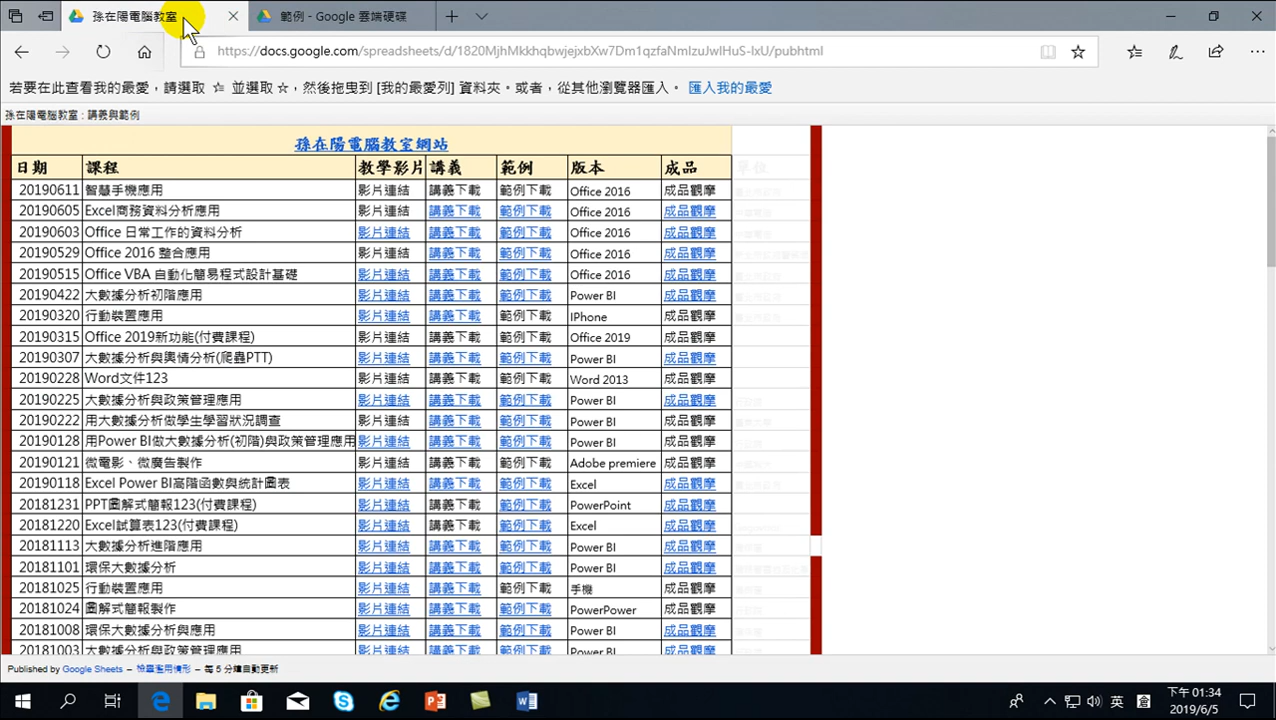 孫在陽電腦教室
範例 - Google 雲端硬碟
https://docs.google.com/spreadsheets/d/1820MjhMkkhqbwjejxbXw7Dm1qzfaNmIzuJwIHuS-IxU/pubhtml
若要在此查看我的最愛，請選取 並選取 ☆，然後拖曳到 [我的最愛列] 資料夾。或者，從其他瀏覽器匯入。 匯入我的最愛
孫在陽電腦教室 : 講義與範例
孫在陽電腦教室網站
日期 課程 教學影片 講義 範例 版本 成品 單位
20190611 智慧手機應用 影片連結 講義下載 範例下載 Office 2016 成品觀摩
20190605 Excel商務資料分析應用 影片連結 講義下載 範例下載 Office 2016 成品觀摩
20190603 Office 日常工作的資料分析 影片連結 講義下載 範例下載 Office 2016 成品觀摩
20190529 Office 2016 整合應用 影片連結 講義下載 範例下載 Office 2016 成品觀摩
20190515 Office VBA 自動化簡易程式設計基礎 影片連結 講義下載 範例下載 Office 2016 成品觀摩
20190422 大數據分析初階應用 影片連結 講義下載 範例下載 Power BI 成品觀摩
20190320 行動裝置應用 影片連結 講義下載 範例下載 IPhone 成品觀摩
20190315 Office 2019新功能(付費課程) 影片連結 講義下載 範例下載 Office 2019 成品觀摩
20190307 大數據分析與輿情分析(爬蟲PTT) 影片連結 講義下載 範例下載 Power BI 成品觀摩
20190228 Word文件123 影片連結 講義下載 範例下載 Word 2013 成品觀摩
20190225 大數據分析與政策管理應用 影片連結 講義下載 範例下載 Power BI 成品觀摩
20190222 用大數據分析做學生學習狀況調查 影片連結 講義下載 範例下載 Power BI 成品觀摩
20190128 用Power BI做大數據分析(初階)與政策管理應用 影片連結 講義下載 範例下載 Power BI 成品觀摩
20190121 微電影、微廣告製作 影片連結 講義下載 範例下載 Adobe premiere 成品觀摩
20190118 Excel Power BI高階函數與統計圖表 影片連結 講義下載 範例下載 Excel 成品觀摩
20181231 PPT圖解式簡報123(付費課程) 影片連結 講義下載 範例下載 PowerPoint 成品觀摩
20181220 Excel試算表123(付費課程) 影片連結 講義下載 範例下載 Excel 成品觀摩
20181113 大數據分析進階應用 影片連結 講義下載 範例下載 Power BI 成品觀摩
20181101 環保大數據分析 影片連結 講義下載 範例下載 Power BI 成品觀摩
20181025 行動裝置應用 影片連結 講義下載 範例下載 手機 成品觀摩
20181024 圖解式簡報製作 影片連結 講義下載 範例下載 PowerPower 成品觀摩
20181008 環保大數據分析與應用 影片連結 講義下載 範例下載 Power BI 成品觀摩
20181003 大數據分析與政策管理應用 影片連結 講義下載 範例下載 Power BI 成品觀摩
Published by Google Sheets – 檢舉濫用情形 – 每 5 分鐘自動更新
英
下午 01:34
2019/6/5